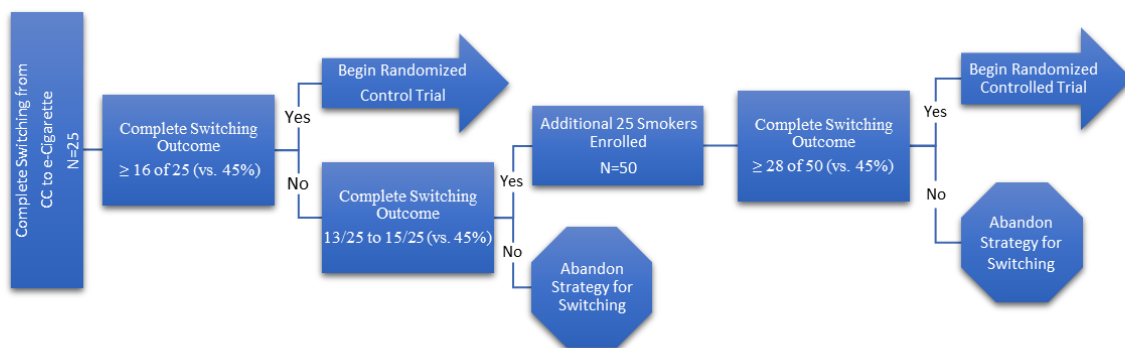 Complete Switching from
CC to e-Cigarette
N=25
Complete Switching
Outcome
≥ 16 of 25 (vs. 45%)
Yes
Begin Randomized
Control Trial
No
Complete Switching
Outcome
13/25 to 15/25 (vs. 45%)
Yes
Additional 25 Smokers
Enrolled
N=50
No
Abandon
Strategy for
Switching
Complete Switching
Outcome
≥ 28 of 50 (vs. 45%)
Yes
Begin Randomized
Controlled Trial
No
Abandon
Strategy for
Switching